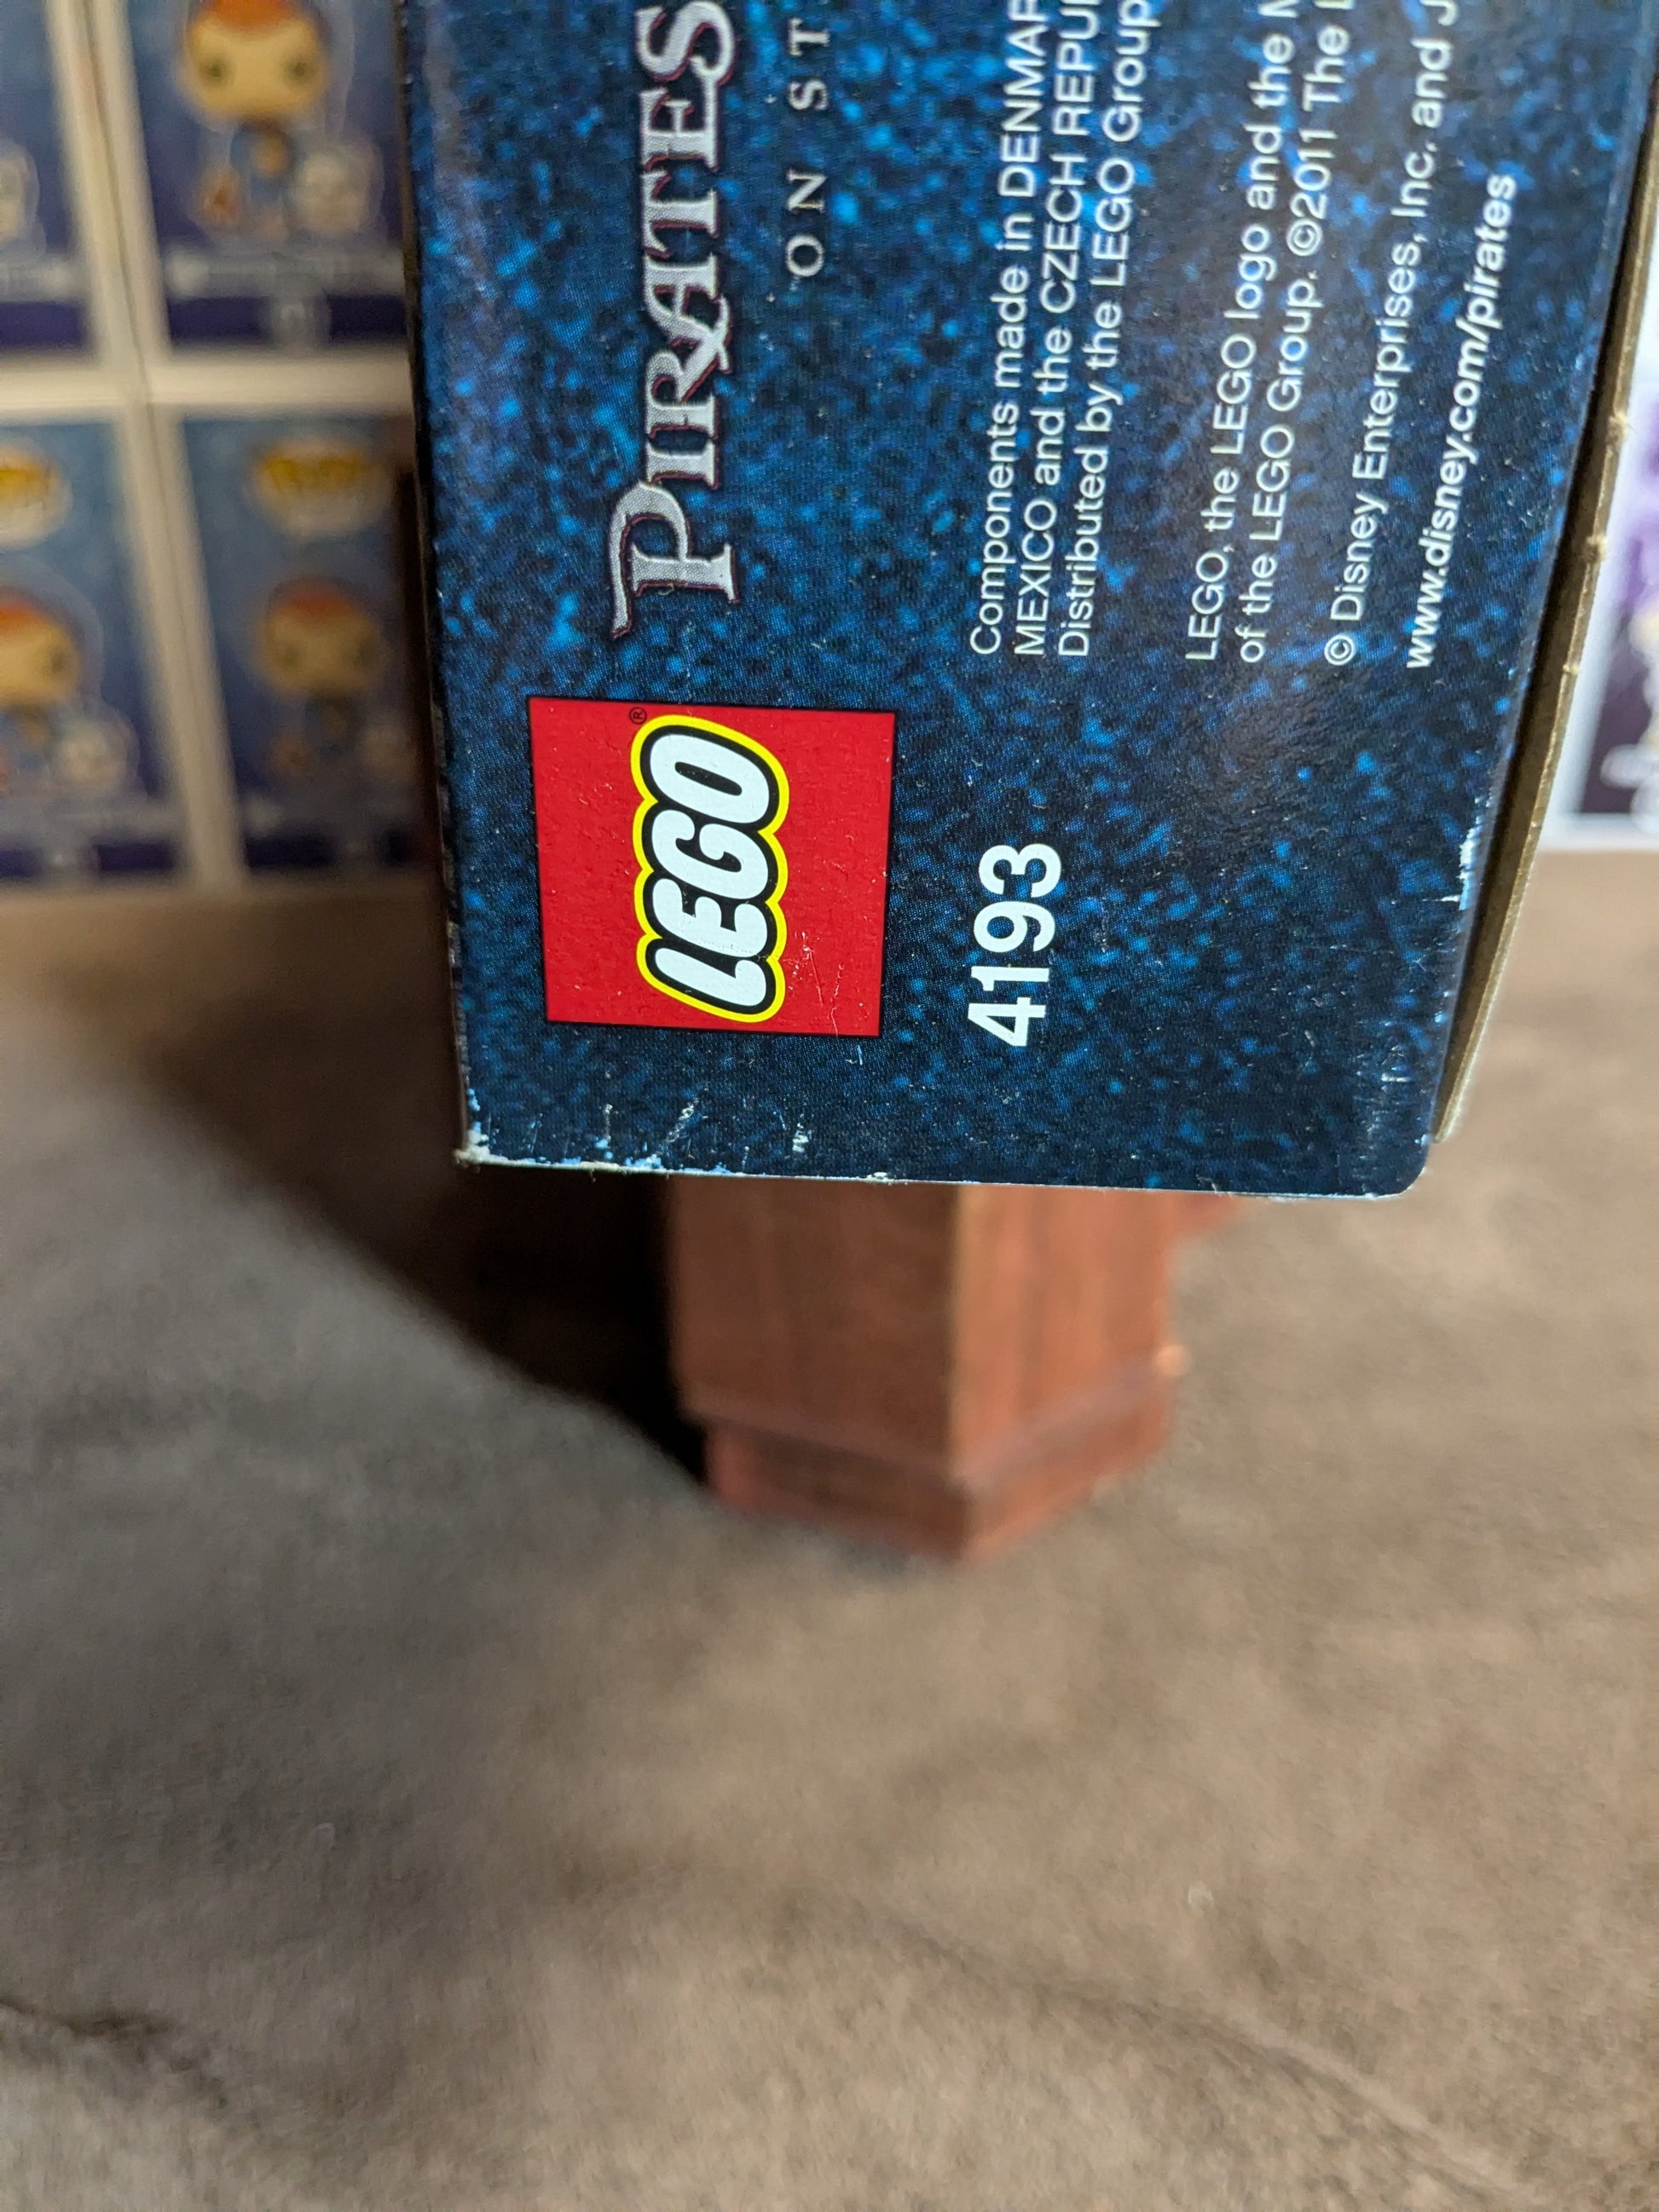 LEGO®
4193
PIRATES
ON ST
Components made in DENMAR
MEXICO and the CZECH REPU
Distributed by the LEGO Group
LEGO, the LEGO logo and the M
of the LEGO Group. ©2011 The L
© Disney Enterprises, Inc. and J
www.disney.com/pirates